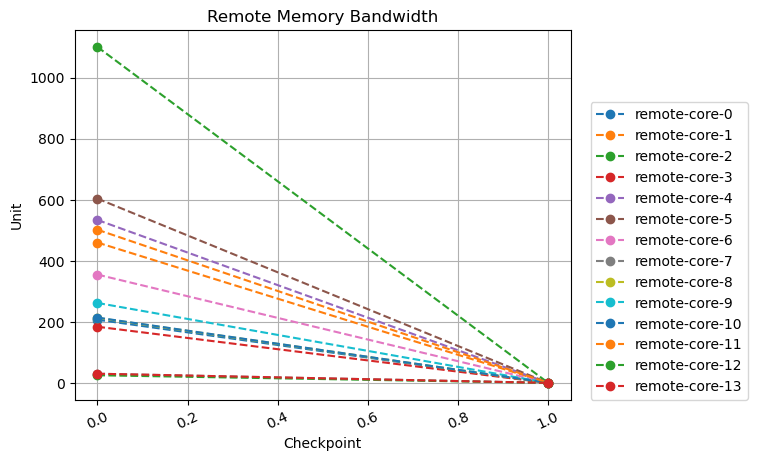 Remote Memory Bandwidth
Unit
1000
800
600
400
200
0
0.0
0.2
0.4
0.6
0.8
1.0
Checkpoint
remote-core-0
remote-core-1
remote-core-2
remote-core-3
remote-core-4
remote-core-5
remote-core-6
remote-core-7
remote-core-8
remote-core-9
remote-core-10
remote-core-11
remote-core-12
remote-core-13